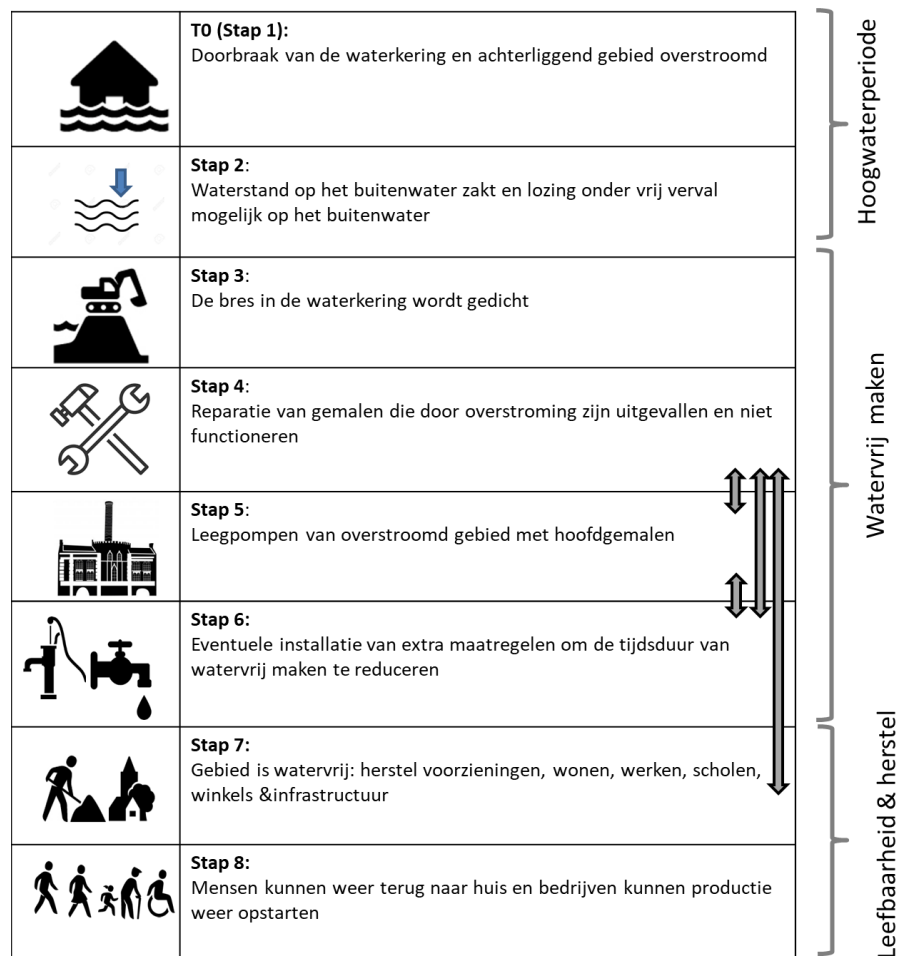 T0 (Stap 1):
Doorbraak van de waterkering en achterliggend gebied overstroomd
Stap 2:
Waterstand op het buitenwater zakt en lozing onder vrij verval
mogelijk op het buitenwater
Hoogwaterperiode
Stap 3:
De bres in de waterkering wordt gedicht
Stap 4:
Reparatie van gemalen die door overstroming zijn uitgevallen en niet
functioneren
Stap 5:
Leegpompen van overstroomd gebied met hoofdgemalen
Stap 6:
Eventuele installatie van extra maatregelen om de tijdsduur van
watervrij maken te reduceren
Watervrij maken
Stap 7:
Gebied is watervrij: herstel voorzieningen, wonen, werken, scholen,
winkels &infrastructuur
Stap 8:
Mensen kunnen weer terug naar huis en bedrijven kunnen productie
weer opstarten
Leefbaarheid & herstel